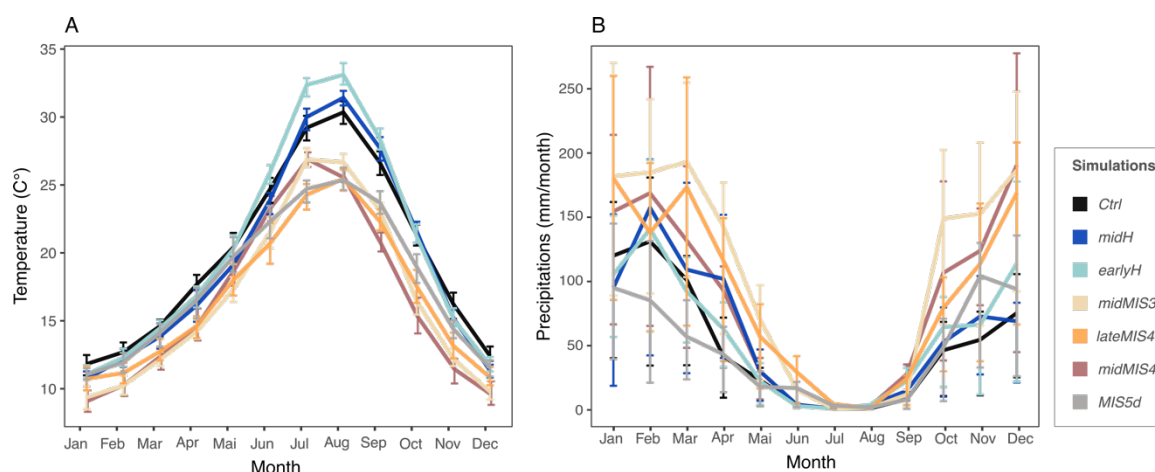 A
B
Temperature (C°)
35
30
25
20
15
10
Jan Feb Mar Apr Mai Jun Jul Aug Sep Oct Nov Dec
Month
Precipitations (mm/month)
250
200
150
100
50
0
Jan Feb Mar Apr Mai Jun Jul Aug Sep Oct Nov Dec
Month
Simulations
Ctrl
midH
earlyH
midMIS3
lateMIS4
midMIS4
MIS5d